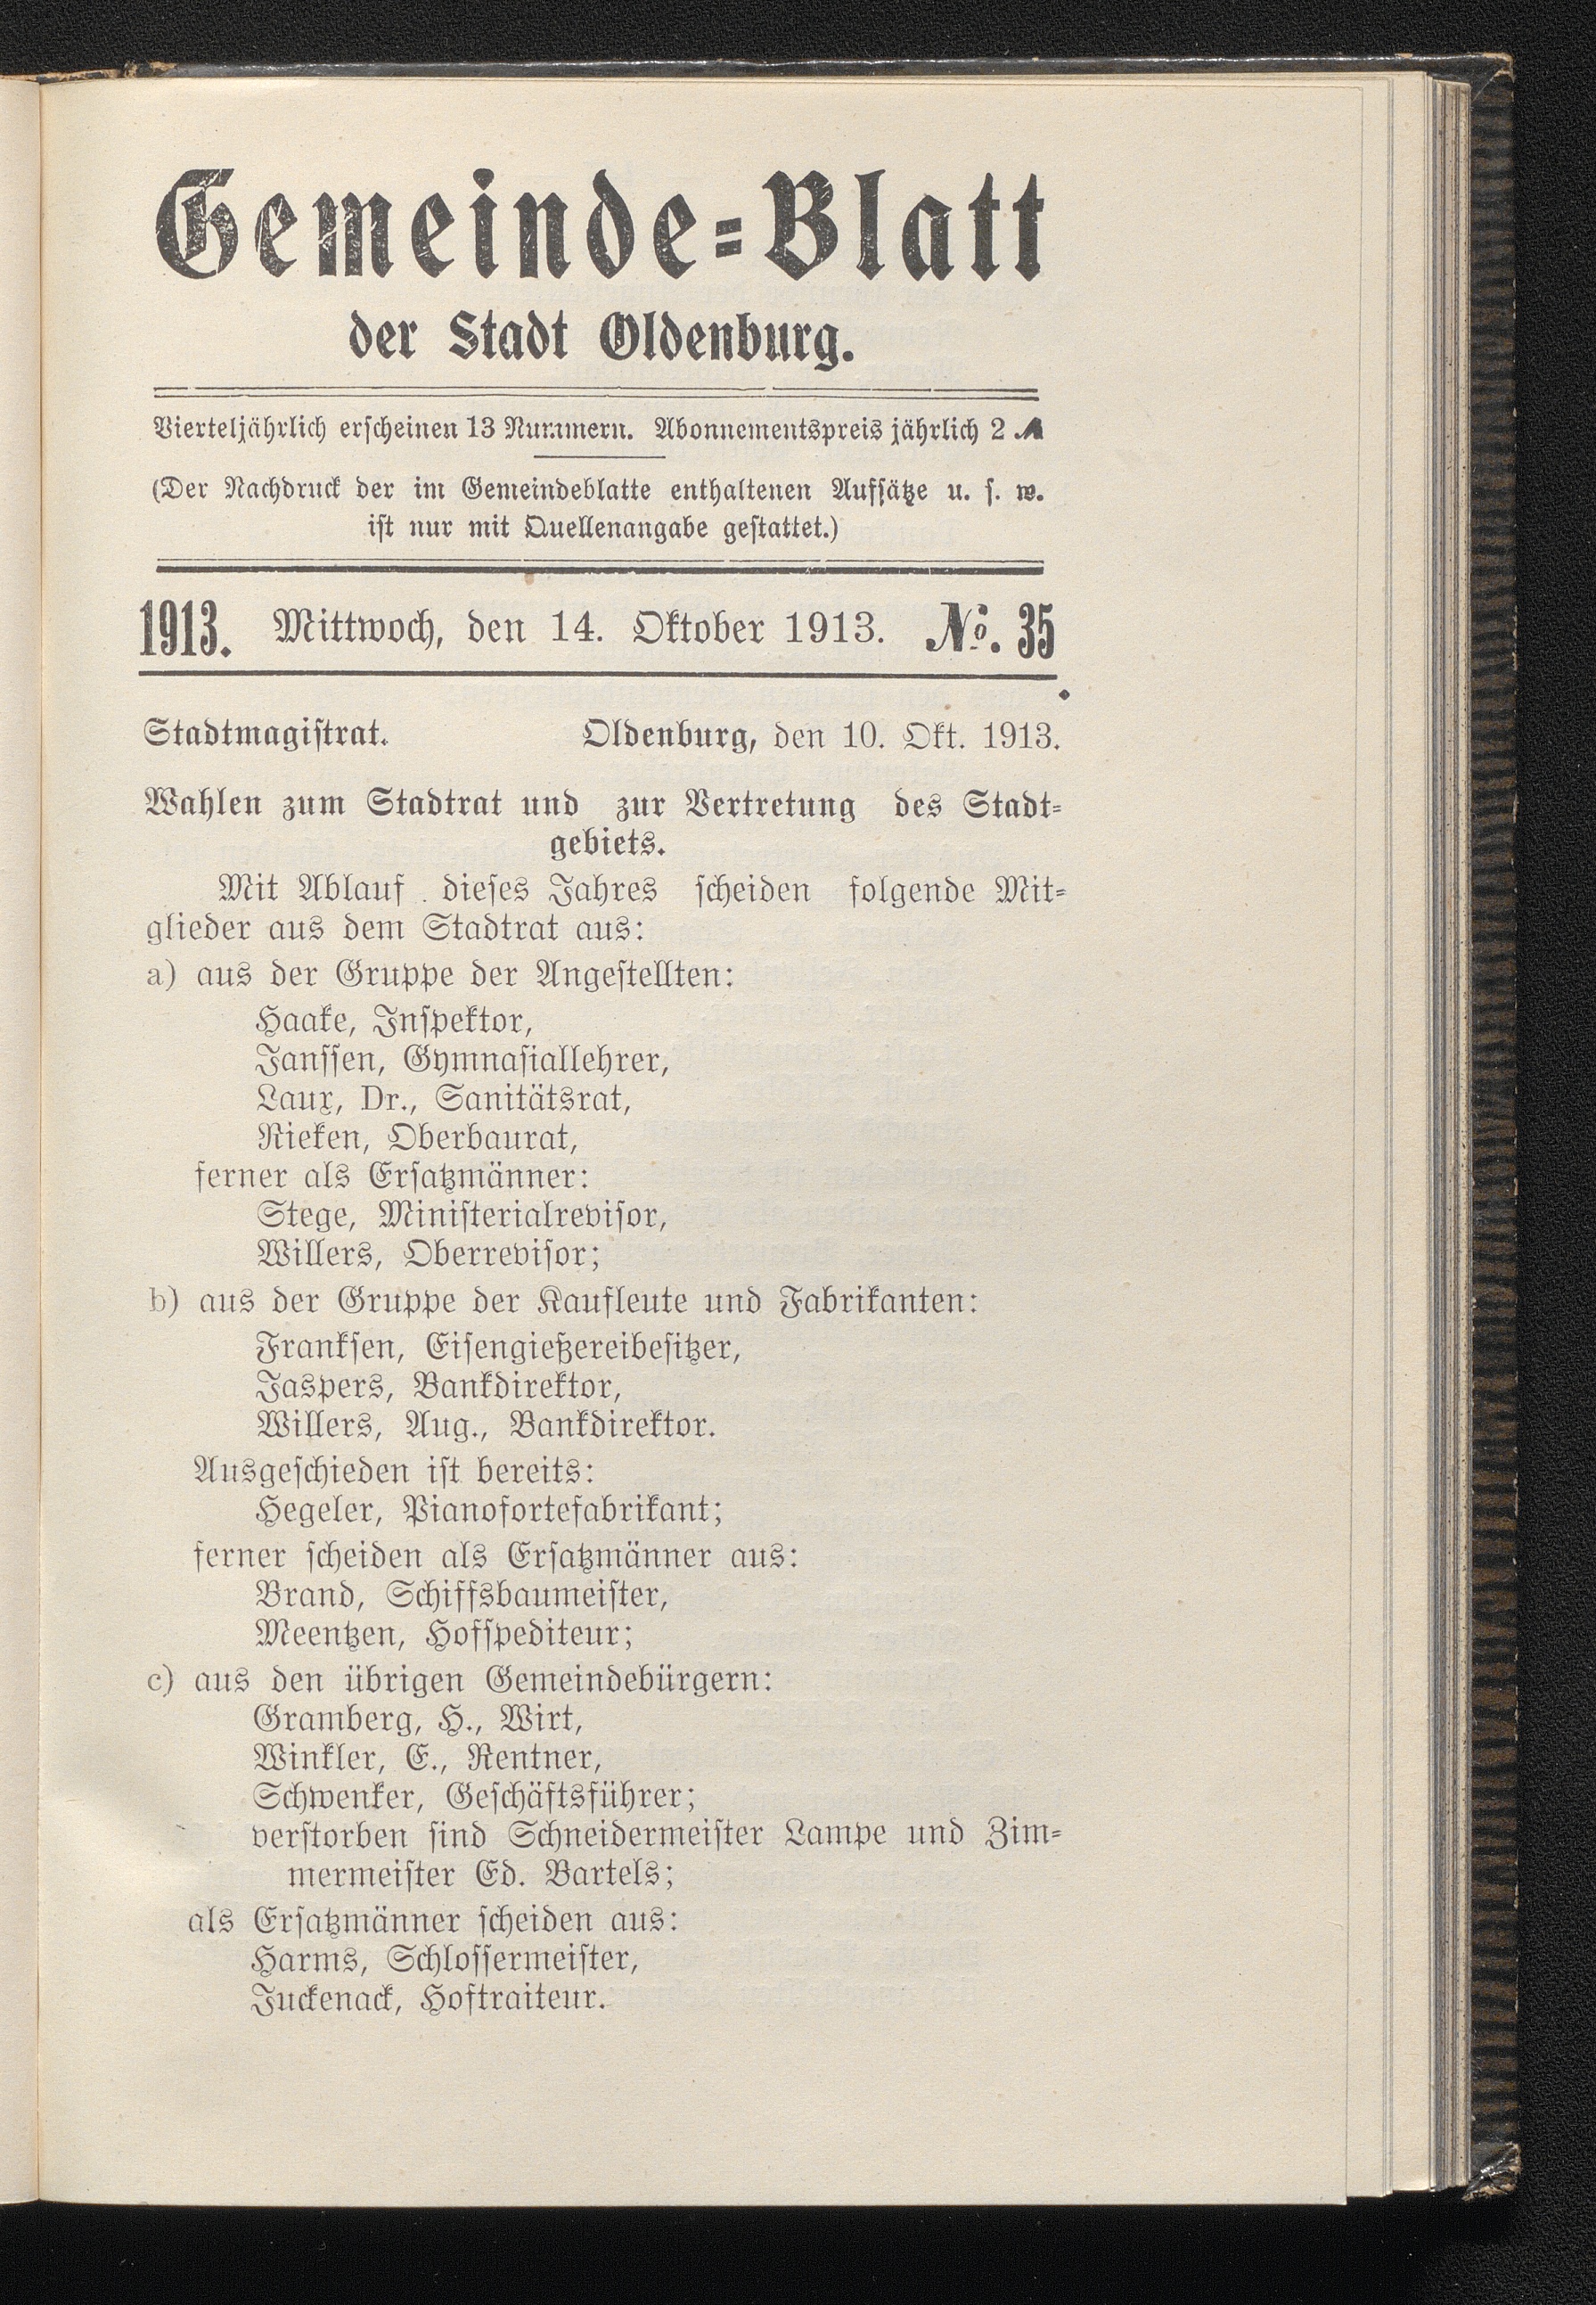 Gemeinde-Blatt
der Stadt Oldenburg.
Vierteljährlich erscheinen 13 Nummern. Abonnementspreis jährlich 2 ℳ
(Der Nachdruck der im Gemeindeblatte enthaltenen Aufsätze u. s. w.
ist nur mit Quellenangabe gestattet.)
1913. Mittwoch, den 14. Oktober 1913. No. 35
Stadtmagistrat. Oldenburg, den 10. Okt. 1913.
Wahlen zum Stadtrat und zur Vertretung des Stadt-
gebiets.
Mit Ablauf dieses Jahres scheiden folgende Mit-
glieder aus dem Stadtrat aus:
a) aus der Gruppe der Angestellten:
Haake, Inspektor,
Janssen, Gymnasiallehrer,
Laux, Dr., Sanitätsrat,
Rieken, Oberbaurat,
ferner als Ersatzmänner:
Stege, Ministerialrevisor,
Willers, Oberrevisor;
b) aus der Gruppe der Kaufleute und Fabrikanten:
Franksen, Eisengießereibesitzer,
Jaspers, Bankdirektor,
Willers, Aug., Bankdirektor.
Ausgeschieden ist bereits:
Hegeler, Pianofortefabrikant;
ferner scheiden als Ersatzmänner aus:
Brand, Schiffsbaumeister,
Meentzen, Hofspediteur;
c) aus den übrigen Gemeindebürgern:
Gramberg, H., Wirt,
Winkler, E., Rentner,
Schwenker, Geschäftsführer;
verstorben sind Schneidermeister Lampe und Zim-
mermeister Ed. Bartels;
als Ersatzmänner scheiden aus:
Harms, Schlossermeister,
Juckenack, Hoftraiteur.